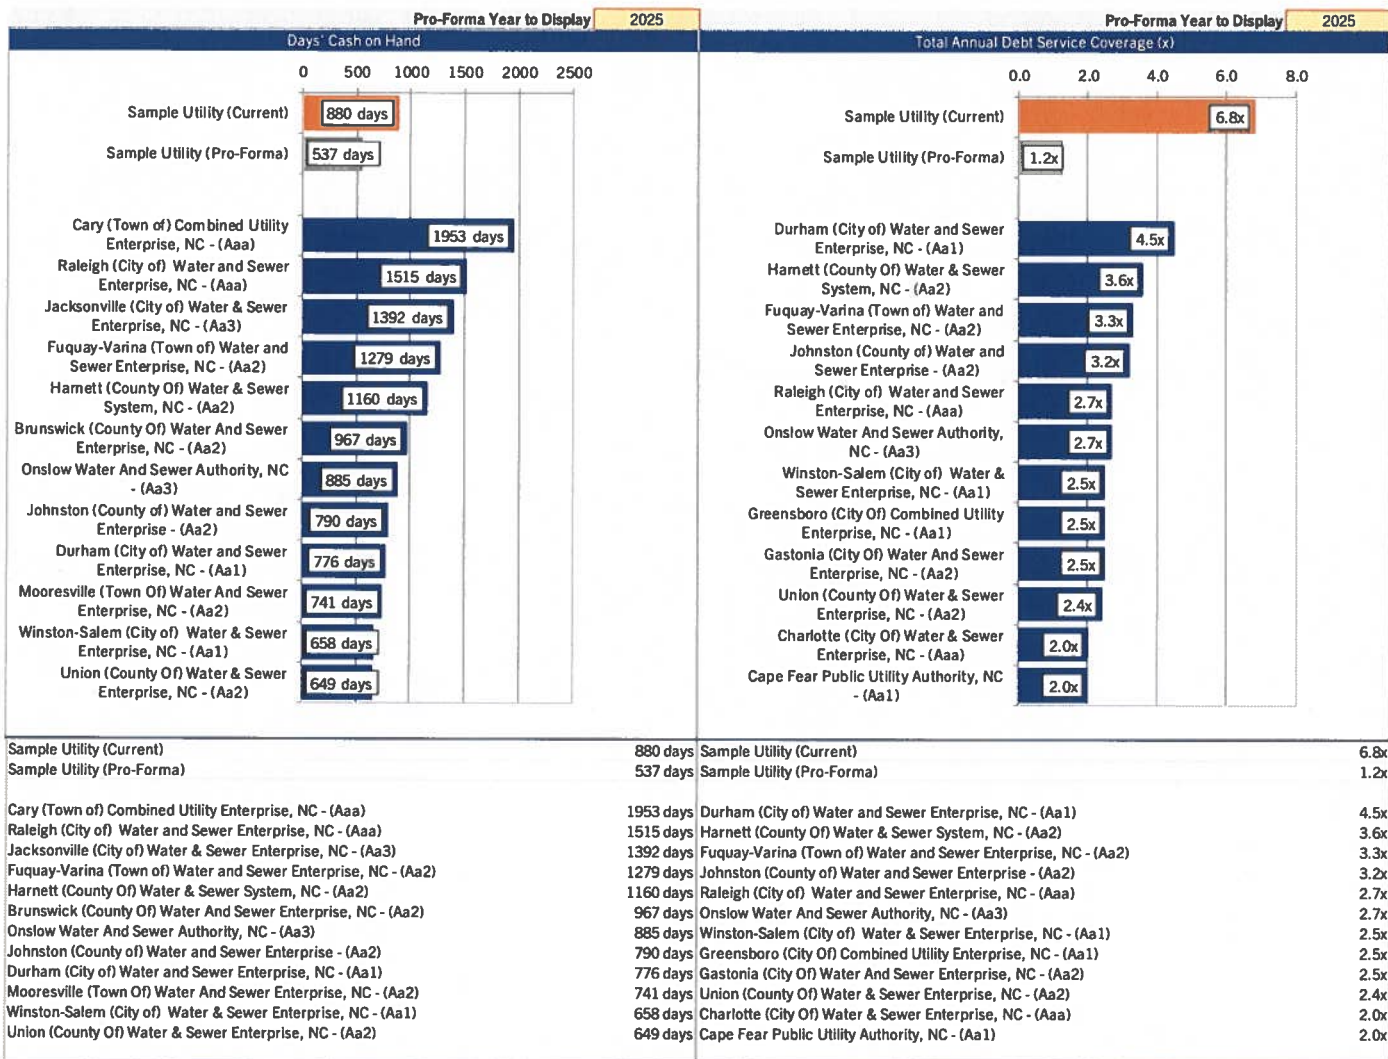 Pro-Forma Year to Display 2025
Days' Cash on Hand
0 500 1000 1500 2000 2500
Sample Utility (Current)
880 days
Sample Utility (Pro-Forma)
537 days
Cary (Town of) Combined Utility
Enterprise, NC - (Aaa)
1953 days
Raleigh (City of) Water and Sewer
Enterprise, NC - (Aaa)
1515 days
Jacksonville (City of) Water & Sewer
Enterprise, NC - (Aa3)
1392 days
Fuquay-Varina (Town of) Water and
Sewer Enterprise, NC - (Aa2)
1279 days
Harnett (County Of) Water & Sewer
System, NC - (Aa2)
1160 days
Brunswick (County Of) Water And Sewer
Enterprise, NC - (Aa2)
967 days
Onslow Water And Sewer Authority, NC
- (Aa3)
885 days
Johnston (County of) Water and Sewer
Enterprise - (Aa2)
790 days
Durham (City of) Water and Sewer
Enterprise, NC - (Aa1)
776 days
Mooresville (Town Of) Water And Sewer
Enterprise, NC - (Aa2)
741 days
Winston-Salem (City of) Water & Sewer
Enterprise, NC - (Aa1)
658 days
Union (County Of) Water & Sewer
Enterprise, NC - (Aa2)
649 days
Pro-Forma Year to Display 2025
Total Annual Debt Service Coverage (x)
0.0 2.0 4.0 6.0 8.0
Sample Utility (Current)
6.8x
Sample Utility (Pro-Forma)
1.2x
Durham (City of) Water and Sewer
Enterprise, NC - (Aa1)
4.5x
Harnett (County Of) Water & Sewer
System, NC - (Aa2)
3.6x
Fuquay-Varina (Town of) Water and
Sewer Enterprise, NC - (Aa2)
3.3x
Johnston (County of) Water and
Sewer Enterprise - (Aa2)
3.2x
Raleigh (City of) Water and Sewer
Enterprise, NC - (Aaa)
2.7x
Onslow Water And Sewer Authority,
NC - (Aa3)
2.7x
Winston-Salem (City of) Water &
Sewer Enterprise, NC - (Aa1)
2.5x
Greensboro (City Of) Combined Utility
Enterprise, NC - (Aa1)
2.5x
Gastonia (City Of) Water And Sewer
Enterprise, NC - (Aa2)
2.5x
Union (County Of) Water & Sewer
Enterprise, NC - (Aa2)
2.4x
Charlotte (City Of) Water & Sewer
Enterprise, NC - (Aaa)
2.0x
Cape Fear Public Utility Authority, NC
- (Aa1)
2.0x
Sample Utility (Current) 880 days
Sample Utility (Pro-Forma) 537 days
Cary (Town of) Combined Utility Enterprise, NC - (Aaa) 1953 days
Raleigh (City of) Water and Sewer Enterprise, NC - (Aaa) 1515 days
Jacksonville (City of) Water & Sewer Enterprise, NC - (Aa3) 1392 days
Fuquay-Varina (Town of) Water and Sewer Enterprise, NC - (Aa2) 1279 days
Harnett (County Of) Water & Sewer System, NC - (Aa2) 1160 days
Brunswick (County Of) Water And Sewer Enterprise, NC - (Aa2) 967 days
Onslow Water And Sewer Authority, NC - (Aa3) 885 days
Johnston (County of) Water and Sewer Enterprise - (Aa2) 790 days
Durham (City of) Water and Sewer Enterprise, NC - (Aa1) 776 days
Mooresville (Town Of) Water And Sewer Enterprise, NC - (Aa2) 741 days
Winston-Salem (City of) Water & Sewer Enterprise, NC - (Aa1) 658 days
Union (County Of) Water & Sewer Enterprise, NC - (Aa2) 649 days
Sample Utility (Current) 6.8x
Sample Utility (Pro-Forma) 1.2x
Durham (City of) Water and Sewer Enterprise, NC - (Aa1) 4.5x
Harnett (County Of) Water & Sewer System, NC - (Aa2) 3.6x
Fuquay-Varina (Town of) Water and Sewer Enterprise, NC - (Aa2) 3.3x
Johnston (County of) Water and Sewer Enterprise - (Aa2) 3.2x
Raleigh (City of) Water and Sewer Enterprise, NC - (Aaa) 2.7x
Onslow Water And Sewer Authority, NC - (Aa3) 2.7x
Winston-Salem (City of) Water & Sewer Enterprise, NC - (Aa1) 2.5x
Greensboro (City Of) Combined Utility Enterprise, NC - (Aa1) 2.5x
Gastonia (City Of) Water And Sewer Enterprise, NC - (Aa2) 2.5x
Union (County Of) Water & Sewer Enterprise, NC - (Aa2) 2.4x
Charlotte (City Of) Water & Sewer Enterprise, NC - (Aaa) 2.0x
Cape Fear Public Utility Authority, NC - (Aa1) 2.0x